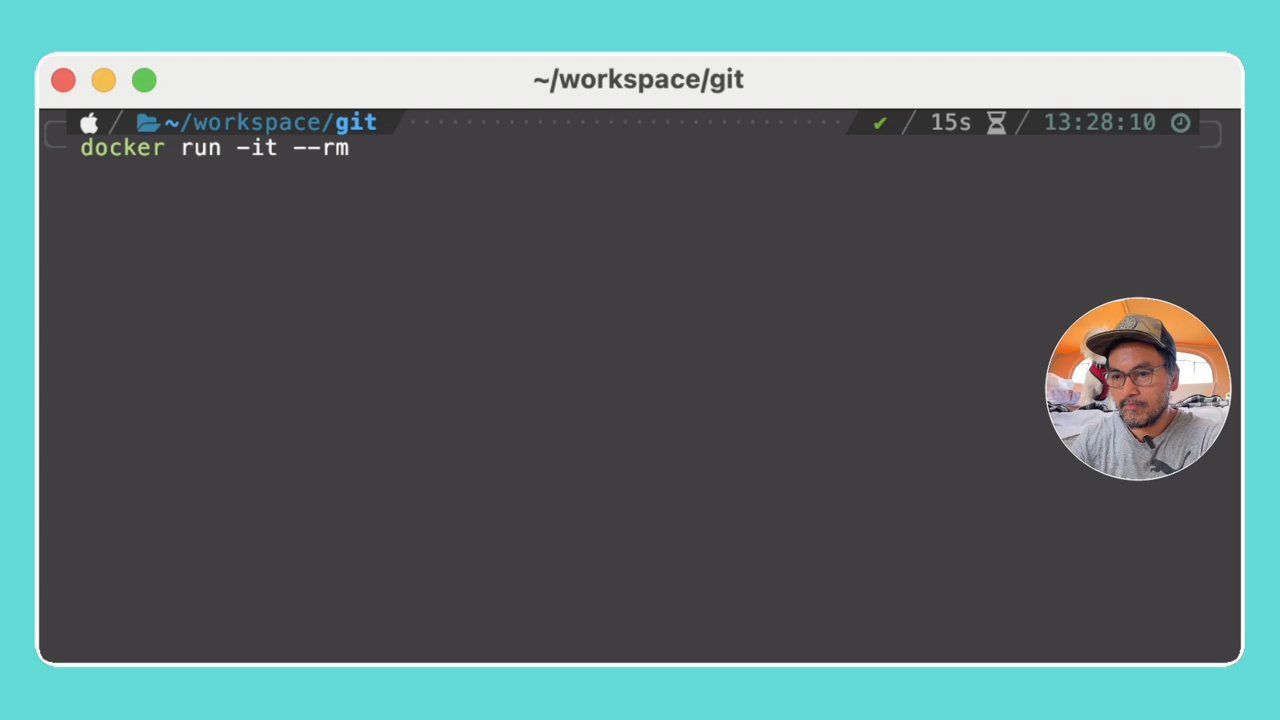 ~/workspace/git
~/workspace/git ✔ 15s 13:28:10
docker run -it --rm